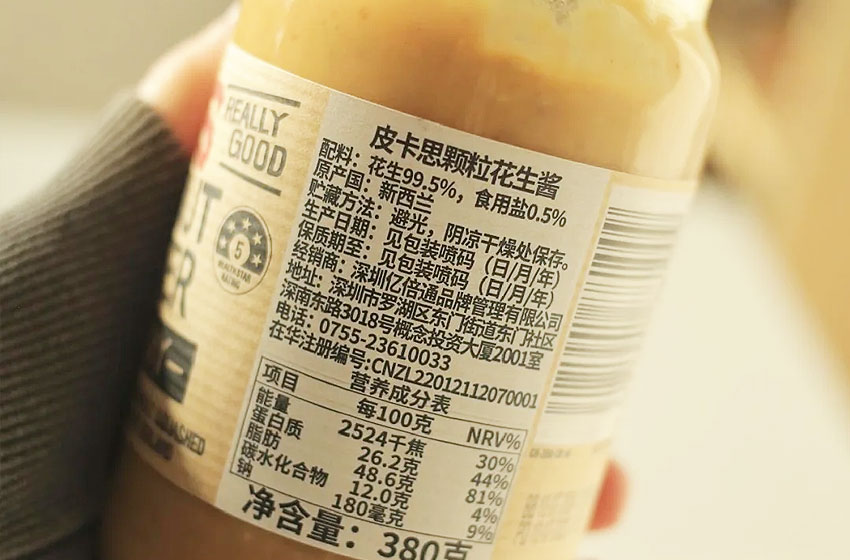 REALLY
GOOD
5
HEALTH STAR
RATING
皮卡思颗粒花生酱
配料：花生99.5%，食用盐0.5%
原产国：新西兰
贮藏方法：避光，阴凉干燥处保存。
生产日期：见包装喷码（日/月/年）
保质期至：见包装喷码（日/月/年）
经销商：深圳亿倍通品牌管理有限公司
地址：深圳市罗湖区东门街道东门社区
深南东路3018号概念投资大厦2001室
电话：0755-23610033
在华注册编号:CNZL22012112070001
营养成分表
项目 每100克 NRV%
能量 2524千焦 30%
蛋白质 26.2克 44%
脂肪 48.6克 81%
碳水化合物 12.0克 4%
钠 180毫克 9%
净含量：380克